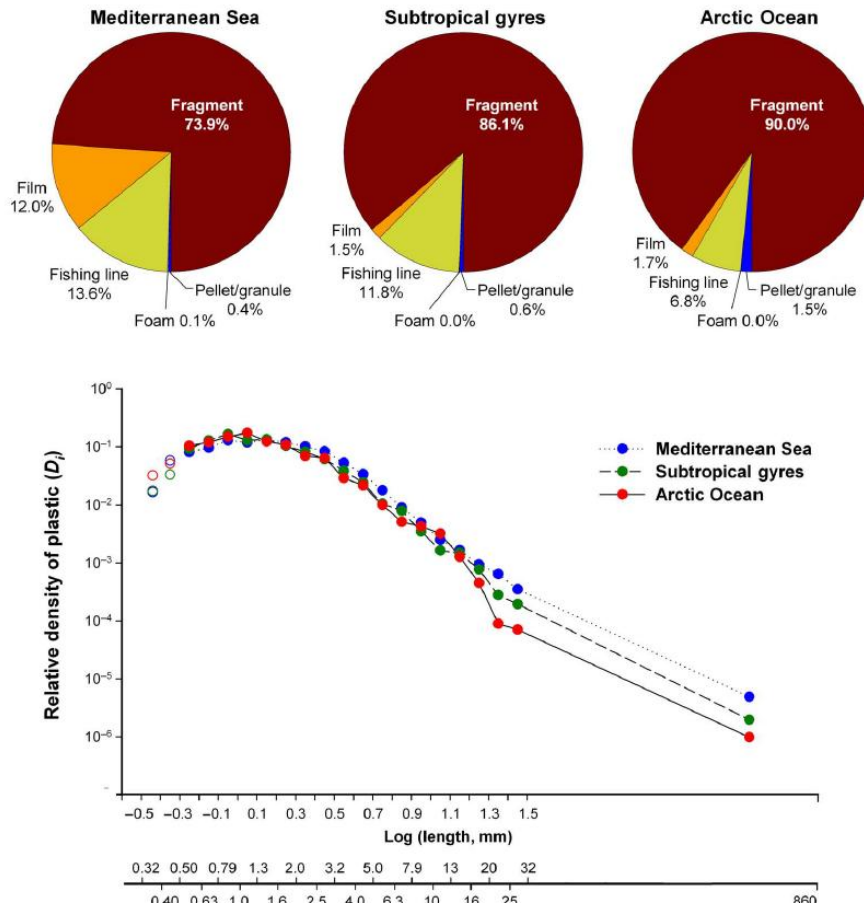 Mediterranean Sea
Subtropical gyres
Arctic Ocean
Fragment
73.9%
Film
12.0%
Fishing line
13.6%
Pellet/granule
0.4%
Foam 0.1%
Fragment
86.1%
Film
1.5%
Fishing line
11.8%
Pellet/granule
0.6%
Foam 0.0%
Fragment
90.0%
Film
1.7%
Fishing line
6.8%
Pellet/granule
1.5%
Foam 0.0%
Relative density of plastic (Di)
10⁰
10⁻¹
10⁻²
10⁻³
10⁻⁴
10⁻⁵
10⁻⁶
Mediterranean Sea
Subtropical gyres
Arctic Ocean
−0.5 −0.3 −0.1 0.1 0.3 0.5 0.7 0.9 1.1 1.3 1.5
Log (length, mm)
0.32 0.50 0.79 1.3 2.0 3.2 5.0 7.9 13 20 32
0.40 0.63 1.0 1.6 2.5 4.0 6.3 10 16 25 860